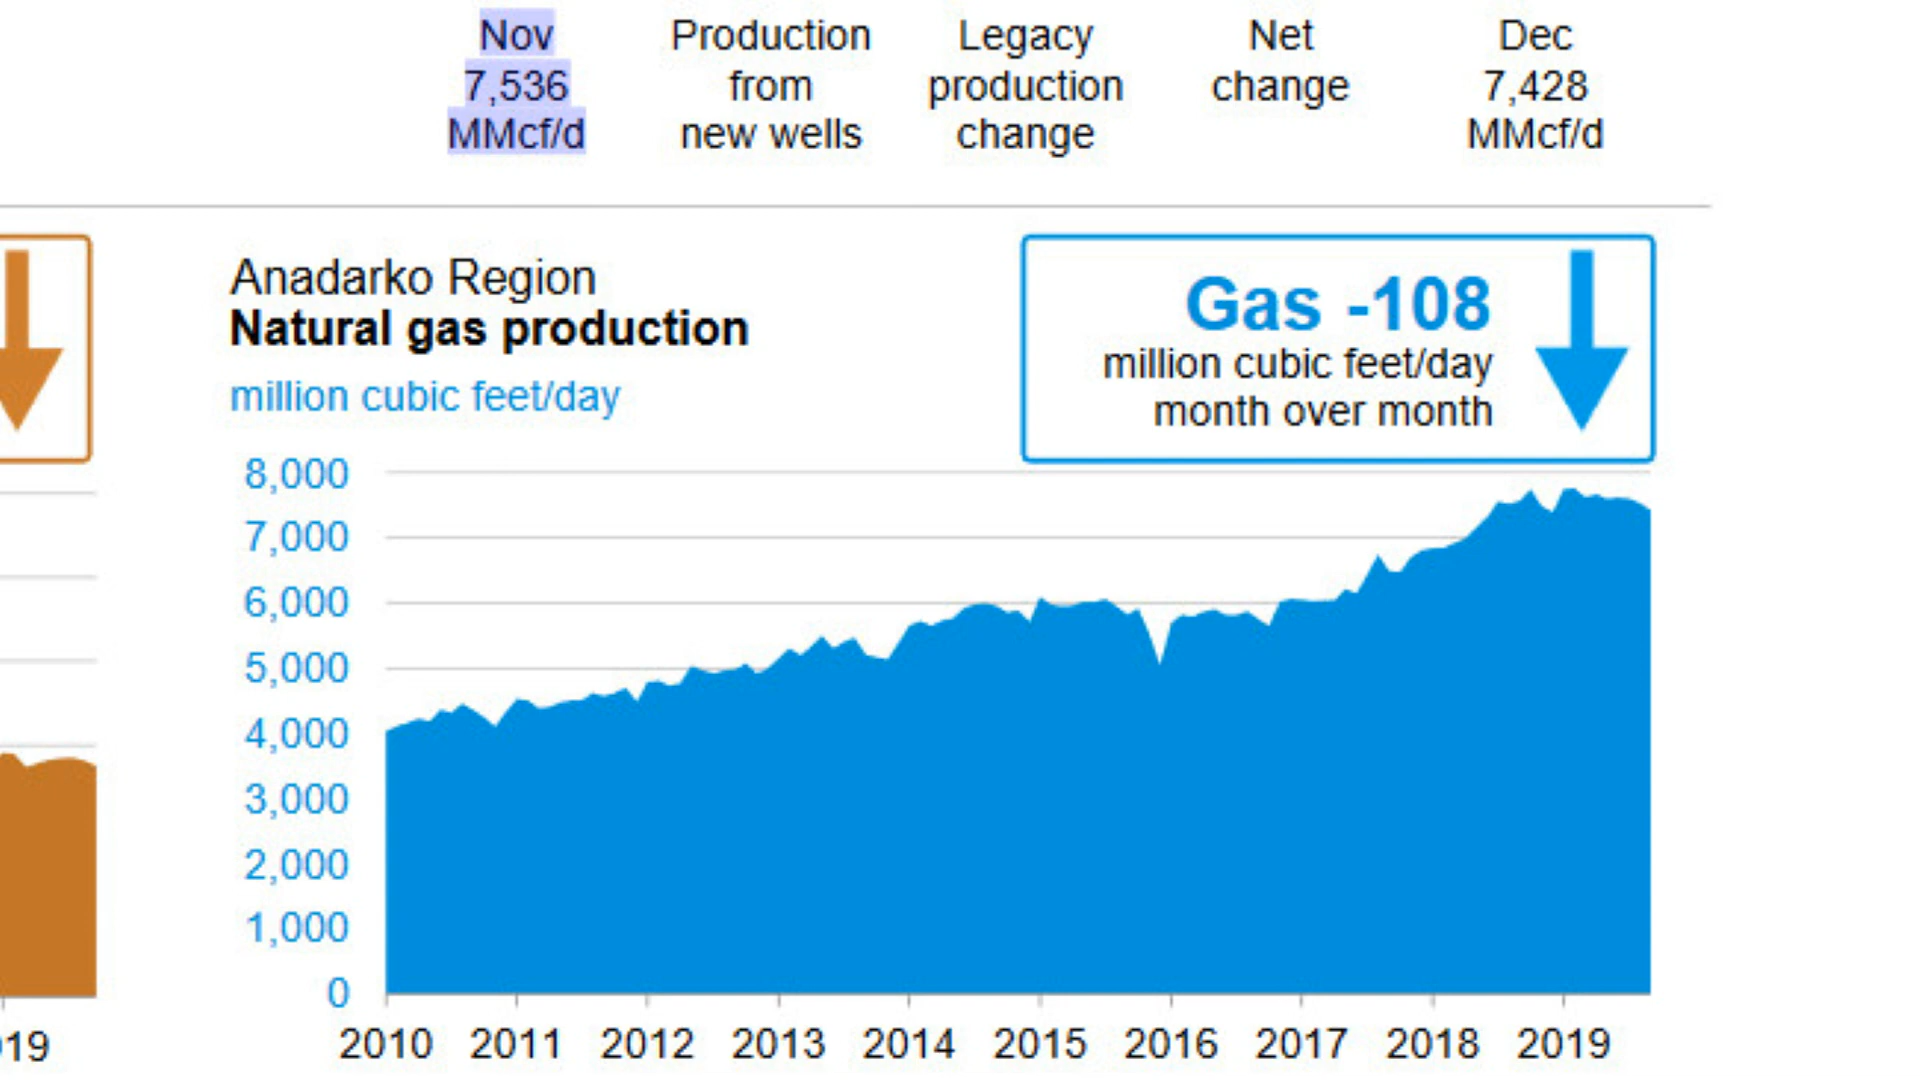 Nov
7,536
MMcf/d
Production
from
new wells
Legacy
production
change
Net
change
Dec
7,428
MMcf/d
Anadarko Region
Natural gas production
million cubic feet/day
Gas -108
million cubic feet/day
month over month
8,000
7,000
6,000
5,000
4,000
3,000
2,000
1,000
0
19
2010 2011 2012 2013 2014 2015 2016 2017 2018 2019